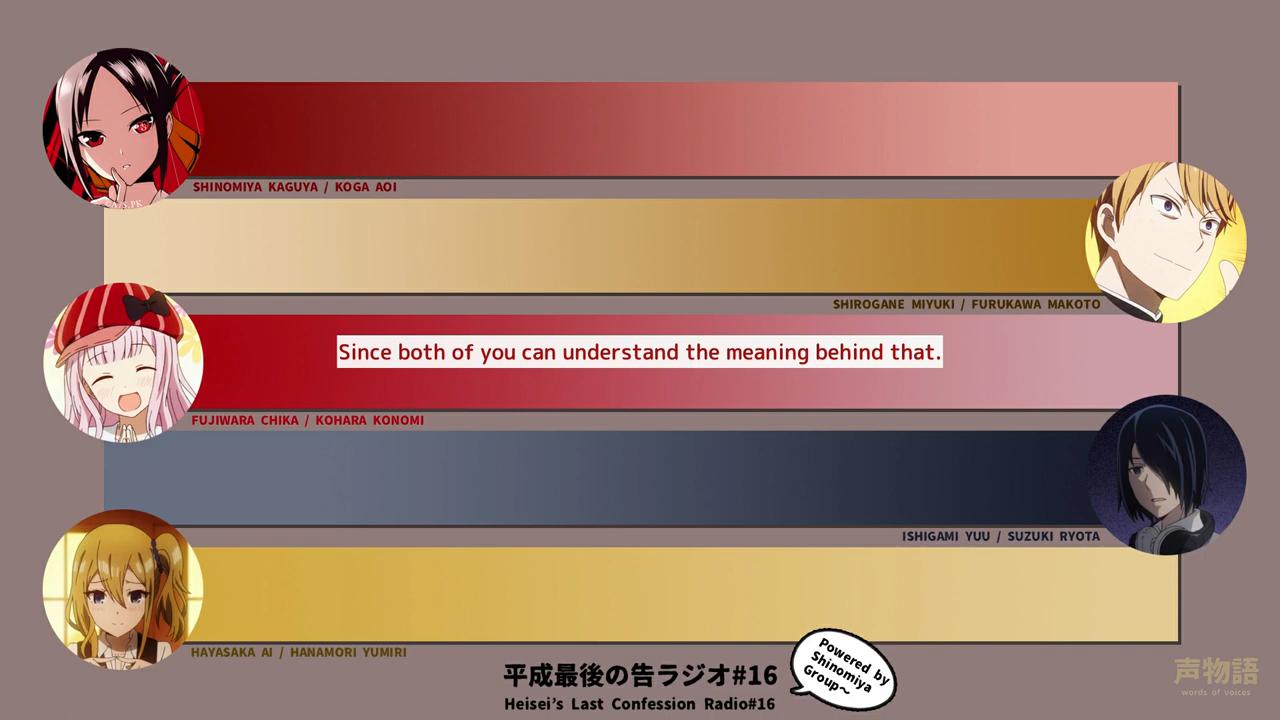 SHINOMIYA KAGUYA / KOGA AOI
SHIROGANE MIYUKI / FURUKAWA MAKOTO
Since both of you can understand the meaning behind that.
FUJIWARA CHIKA / KOHARA KONOMI
ISHIGAMI YUU / SUZUKI RYOTA
HAYASAKA AI / HANAMORI YUMIRI
平成最後の告ラジオ#16
Heisei's Last Confession Radio#16
Powered by
Shinomiya
Group~
声物語
words of voices